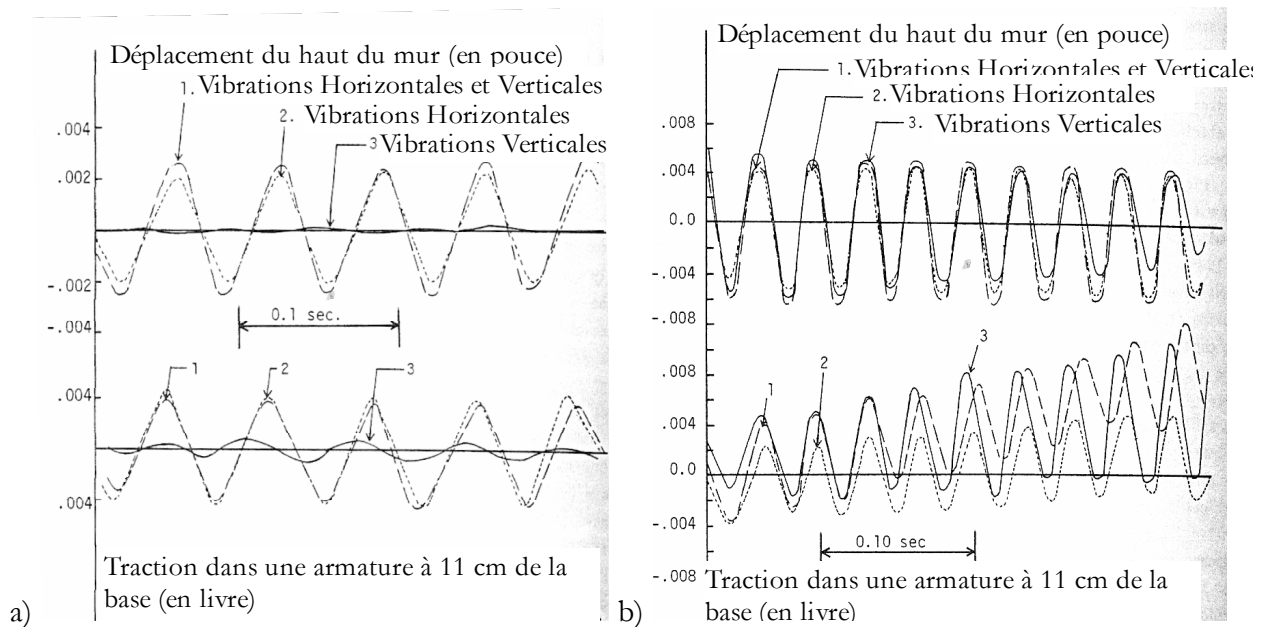 Déplacement du haut du mur (en pouce)
1. Vibrations Horizontales et Verticales
2. Vibrations Horizontales
3 Vibrations Verticales
.004
.002
-.002
-.004
0.1 sec.
1
2
3
.004
.004
Traction dans une armature à 11 cm de la
base (en livre)
a)
Déplacement du haut du mur (en pouce)
1. Vibrations Horizontales et Verticales
2. Vibrations Horizontales
3. Vibrations Verticales
.008
.004
0.0
-.004
-.008
.008
.004
0.0
-.004
-.008
1
2
3
0.10 sec
Traction dans une armature à 11 cm de la
base (en livre)
b)